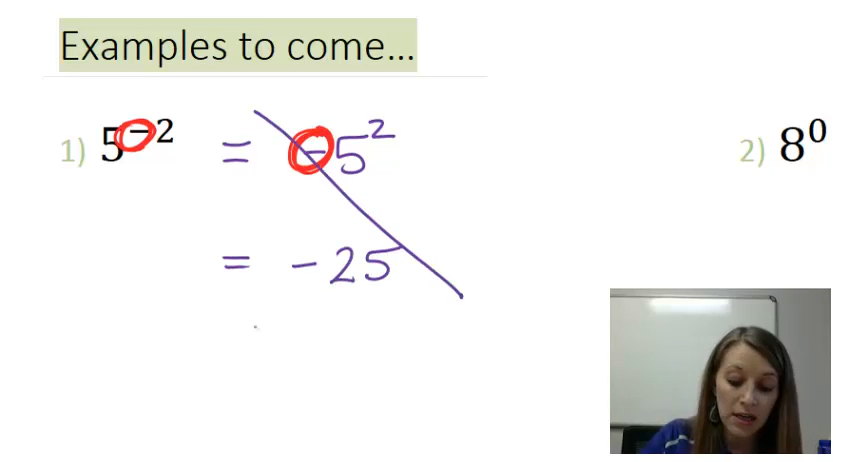 Examples to come...
1) 5⁻² = -5² 2) 8⁰
= -25